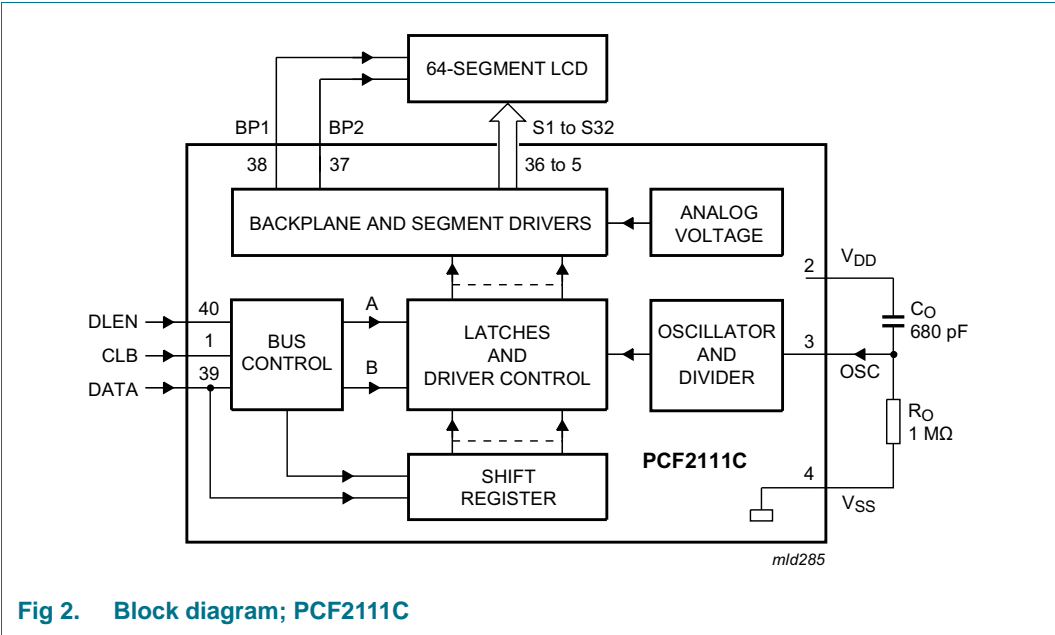 64-SEGMENT LCD
BP1
BP2
S1 to S32
38
37
36 to 5
BACKPLANE AND SEGMENT DRIVERS
ANALOG
VOLTAGE
2
VDD
CO
680 pF
DLEN
40
CLB
1
DATA
39
BUS
CONTROL
A
B
LATCHES
AND
DRIVER CONTROL
OSCILLATOR
AND
DIVIDER
3
OSC
RO
1 MΩ
PCF2111C
SHIFT
REGISTER
4
VSS
mld285
Fig 2. Block diagram; PCF2111C